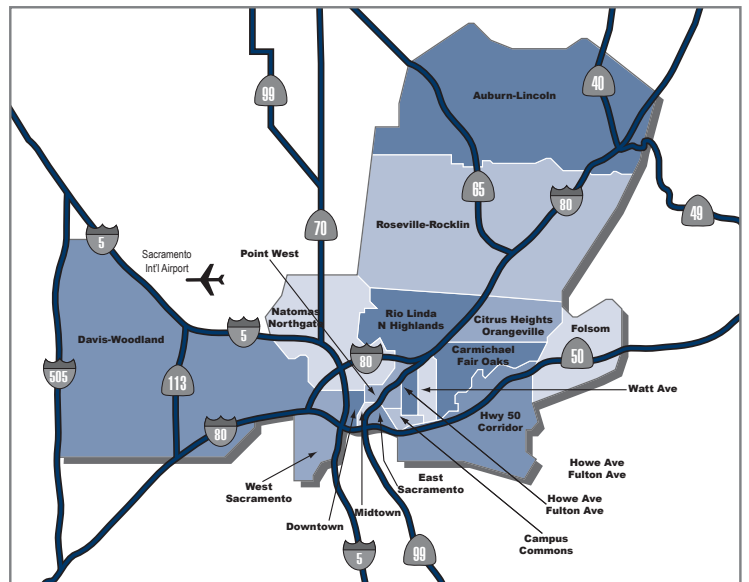 99
40
Auburn-Lincoln
65
80
49
Roseville-Rocklin
70
5
Sacramento
Int'l Airport
Point West
Natomas
Northgate
Rio Linda
N Highlands
Citrus Heights
Orangeville
Folsom
Davis-Woodland
5
80
Carmichael
Fair Oaks
50
505
113
Watt Ave
80
Hwy 50
Corridor
West
Sacramento
East
Sacramento
Howe Ave
Fulton Ave
Howe Ave
Fulton Ave
Downtown
Midtown
Campus
Commons
5
99